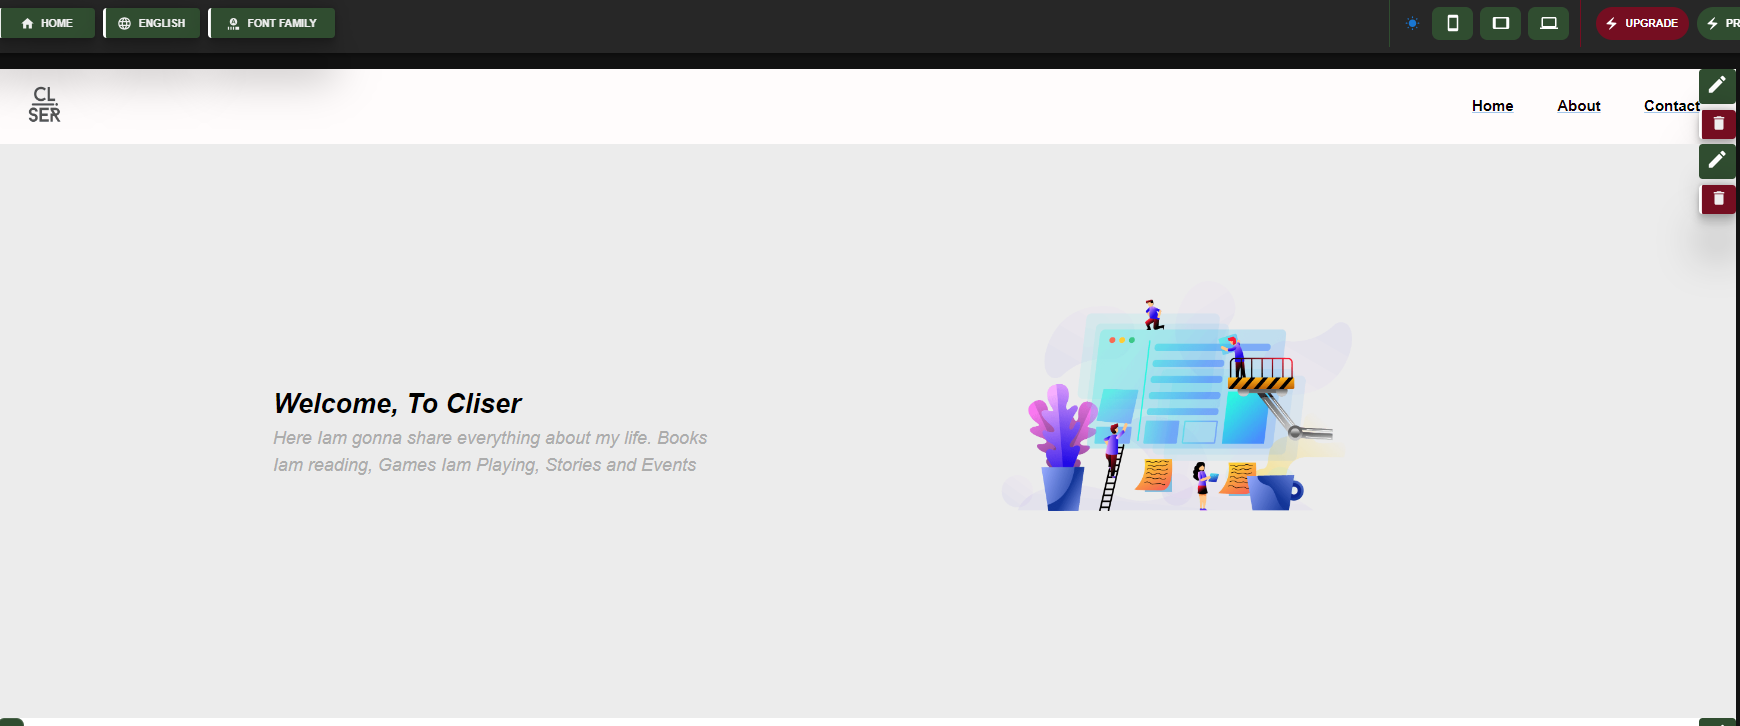 HOME ENGLISH FONT FAMILY UPGRADE
CL.
SER
Home About Contact
Welcome, To Cliser
Here Iam gonna share everything about my life. Books
Iam reading, Games Iam Playing, Stories and Events